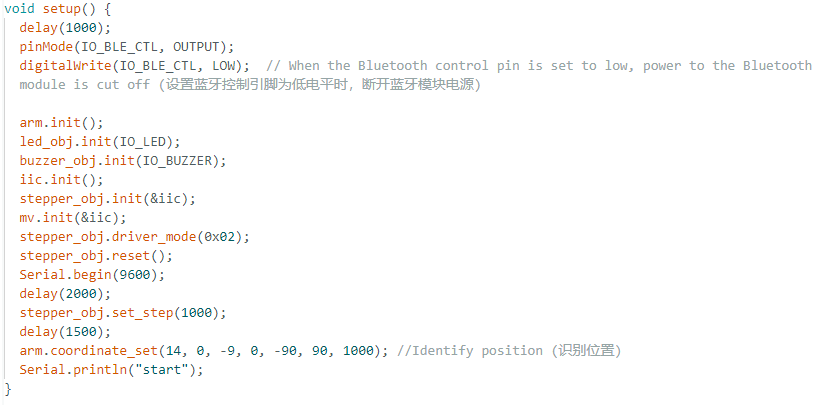 void setup() {
  delay(1000);
  pinMode(IO_BLE_CTL, OUTPUT);
  digitalWrite(IO_BLE_CTL, LOW);  // When the Bluetooth control pin is set to low, power to the Bluetooth
  module is cut off (设置蓝牙控制引脚为低电平时，断开蓝牙模块电源)

  arm.init();
  led_obj.init(IO_LED);
  buzzer_obj.init(IO_BUZZER);
  iic.init();
  stepper_obj.init(&iic);
  mv.init(&iic);
  stepper_obj.driver_mode(0x02);
  stepper_obj.reset();
  Serial.begin(9600);
  delay(2000);
  stepper_obj.set_step(1000);
  delay(1500);
  arm.coordinate_set(14, 0, -9, 0, -90, 90, 1000); //Identify position (识别位置)
  Serial.println("start");
}